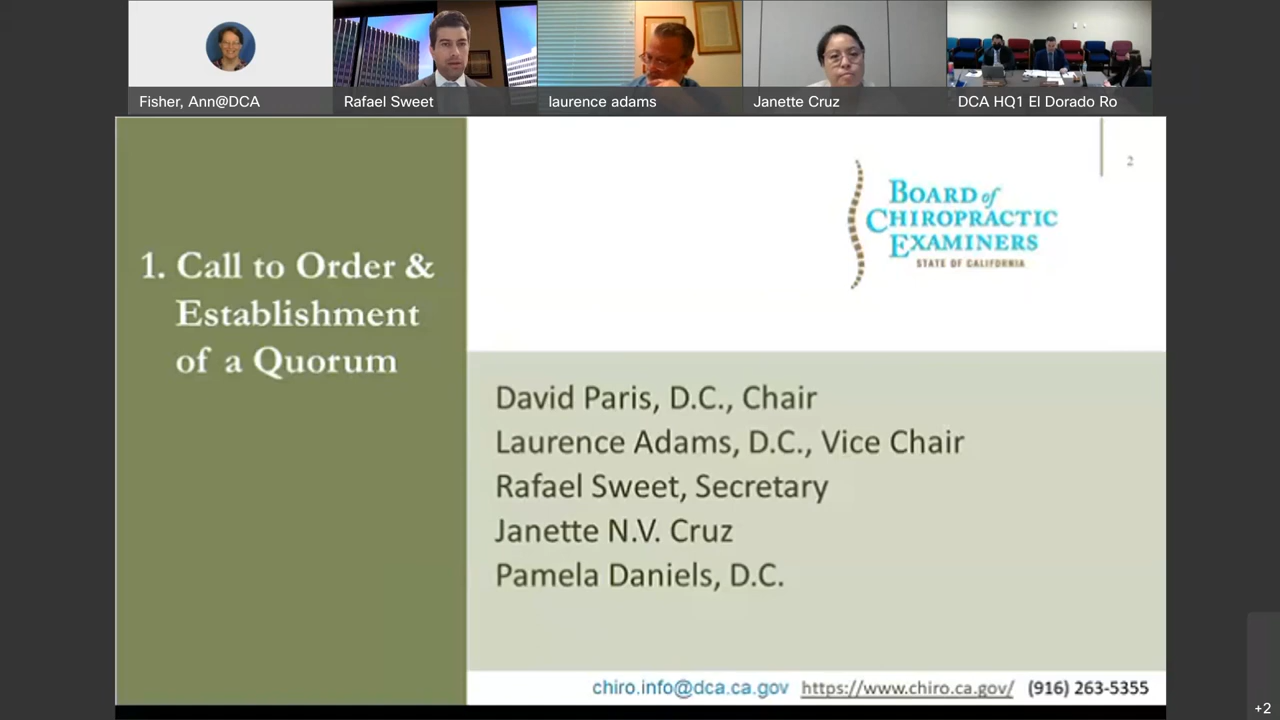 Fisher, Ann@DCA
Rafael Sweet
laurence adams
Janette Cruz
DCA HQ1 El Dorado Ro
2
BOARD of
CHIROPRACTIC
EXAMINERS
STATE OF CALIFORNIA
1. Call to Order &
Establishment
of a Quorum
David Paris, D.C., Chair
Laurence Adams, D.C., Vice Chair
Rafael Sweet, Secretary
Janette N.V. Cruz
Pamela Daniels, D.C.
chiro.info@dca.ca.gov https://www.chiro.ca.gov/ (916) 263-5355
+2